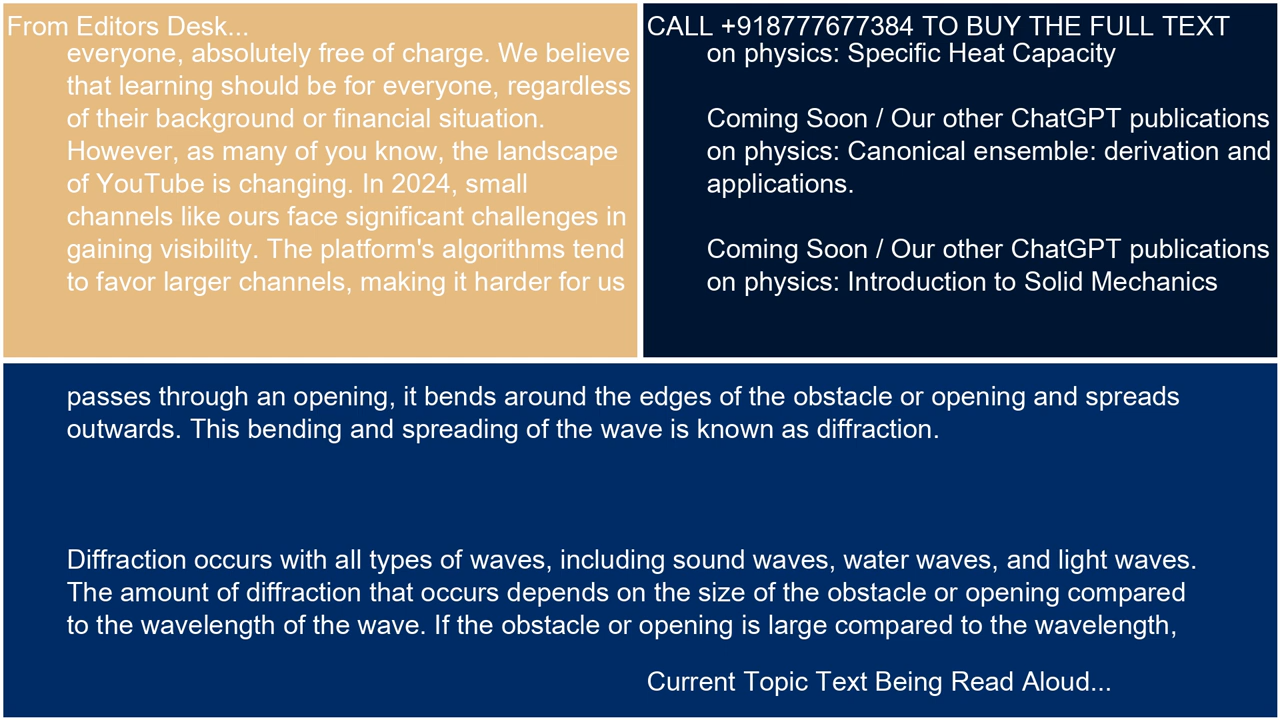 From Editors Desk...
everyone, absolutely free of charge. We believe
that learning should be for everyone, regardless
of their background or financial situation.
However, as many of you know, the landscape
of YouTube is changing. In 2024, small
channels like ours face significant challenges in
gaining visibility. The platform's algorithms tend
to favor larger channels, making it harder for us
CALL +918777677384 TO BUY THE FULL TEXT
on physics: Specific Heat Capacity
Coming Soon / Our other ChatGPT publications
on physics: Canonical ensemble: derivation and
applications.
Coming Soon / Our other ChatGPT publications
on physics: Introduction to Solid Mechanics
passes through an opening, it bends around the edges of the obstacle or opening and spreads
outwards. This bending and spreading of the wave is known as diffraction.
Diffraction occurs with all types of waves, including sound waves, water waves, and light waves.
The amount of diffraction that occurs depends on the size of the obstacle or opening compared
to the wavelength of the wave. If the obstacle or opening is large compared to the wavelength,
Current Topic Text Being Read Aloud...